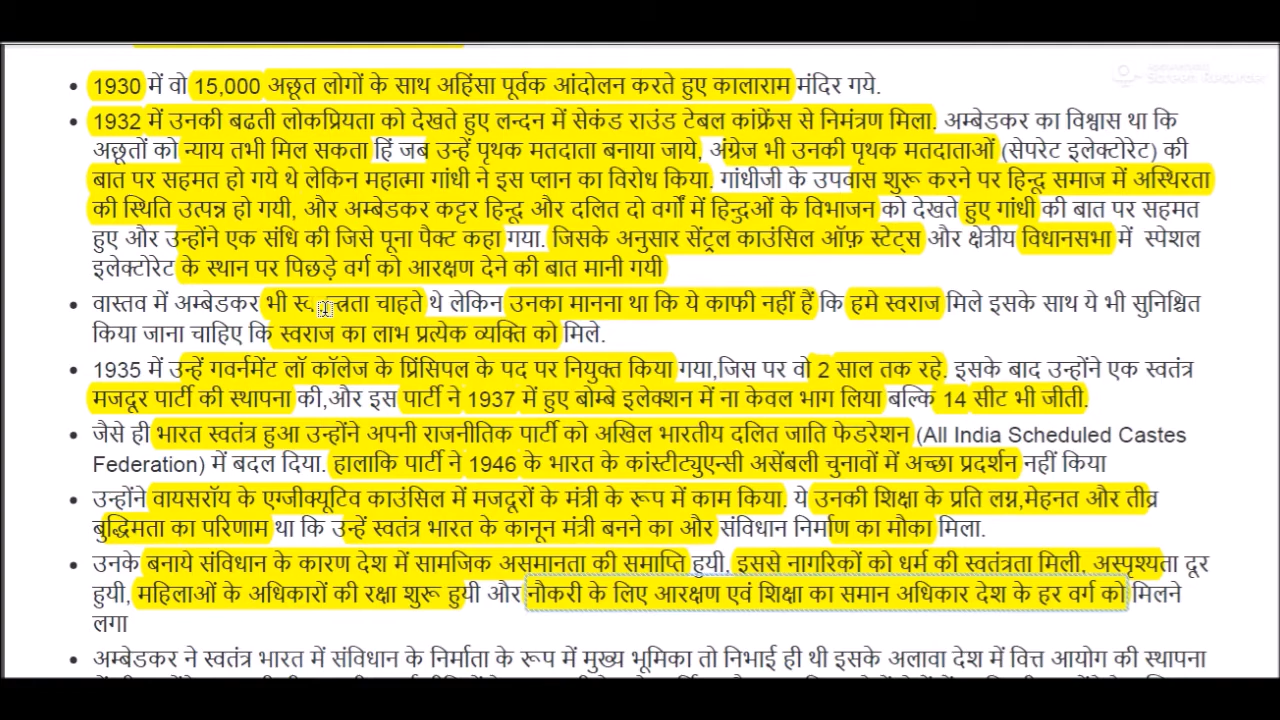 1930 में वो 15,000 अछूत लोगों के साथ अहिंसा पूर्वक आंदोलन करते हुए कालाराम मंदिर गये.
1932 में उनकी बढती लोकप्रियता को देखते हुए लन्दन में सेकंड राउंड टेबल कांफ्रेंस से निमंत्रण मिला. अम्बेडकर का विश्वास था कि
अछूतों को न्याय तभी मिल सकता हिं जब उन्हें पृथक मतदाता बनाया जाये, अंग्रेज भी उनकी पृथक मतदाताओं (सेपरेट इलेक्टोरेट) की
बात पर सहमत हो गये थे लेकिन महात्मा गांधी ने इस प्लान का विरोध किया. गांधीजी के उपवास शुरू करने पर हिन्दू समाज में अस्थिरता
की स्थिति उत्पन्न हो गयी, और अम्बेडकर कट्टर हिन्दू और दलित दो वर्गों में हिन्दुओं के विभाजन को देखते हुए गांधी की बात पर सहमत
हुए और उन्होंने एक संधि की जिसे पूना पैक्ट कहा गया. जिसके अनुसार सेंट्रल काउंसिल ऑफ़ स्टेट्स और क्षेत्रीय विधानसभा में स्पेशल
इलेक्टोरेट के स्थान पर पिछड़े वर्ग को आरक्षण देने की बात मानी गयी
वास्तव में अम्बेडकर भी चाहते थे लेकिन उनका मानना था कि ये काफी नहीं हैं कि हमे स्वराज मिले इसके साथ ये भी सुनिश्चित
किया जाना चाहिए कि स्वराज का लाभ प्रत्येक व्यक्ति को मिले.
1935 में उन्हें गवर्नमेंट लॉ कॉलेज के प्रिंसिपल के पद पर नियुक्त किया गया,जिस पर वो 2 साल तक रहे. इसके बाद उन्होंने एक स्वतंत्र
मजदूर पार्टी की स्थापना की,और इस पार्टी ने 1937 में हुए बोम्बे इलेक्शन में ना केवल भाग लिया बल्कि 14 सीट भी जीती.
जैसे ही भारत स्वतंत्र हुआ उन्होंने अपनी राजनीतिक पार्टी को अखिल भारतीय दलित जाति फेडरेशन (All India Scheduled Castes
Federation) में बदल दिया. हालाकि पार्टी ने 1946 के भारत के कांस्टीट्युएन्सी असेंबली चुनावों में अच्छा प्रदर्शन नहीं किया
उन्होंने वायसरॉय के एग्जीक्यूटिव काउंसिल में मजदूरों के मंत्री के रूप में काम किया. ये उनकी शिक्षा के प्रति लग्न,मेहनत और तीव्र
बुद्धिमता का परिणाम था कि उन्हें स्वतंत्र भारत के कानून मंत्री बनने का और संविधान निर्माण का मौका मिला.
उनके बनाये संविधान के कारण देश में सामाजिक असमानता की समाप्ति हुयी, इससे नागरिकों को धर्म की स्वतंत्रता मिली, अस्पृश्यता दूर
हुयी, महिलाओं के अधिकारों की रक्षा शुरू हुयी और नौकरी के लिए आरक्षण एवं शिक्षा का समान अधिकार देश के हर वर्ग को मिलने
लगा
अम्बेडकर ने स्वतंत्र भारत में संविधान के निर्माता के रूप में मुख्य भूमिका तो निभाई ही थी इसके अलावा देश में वित्त आयोग की स्थापना